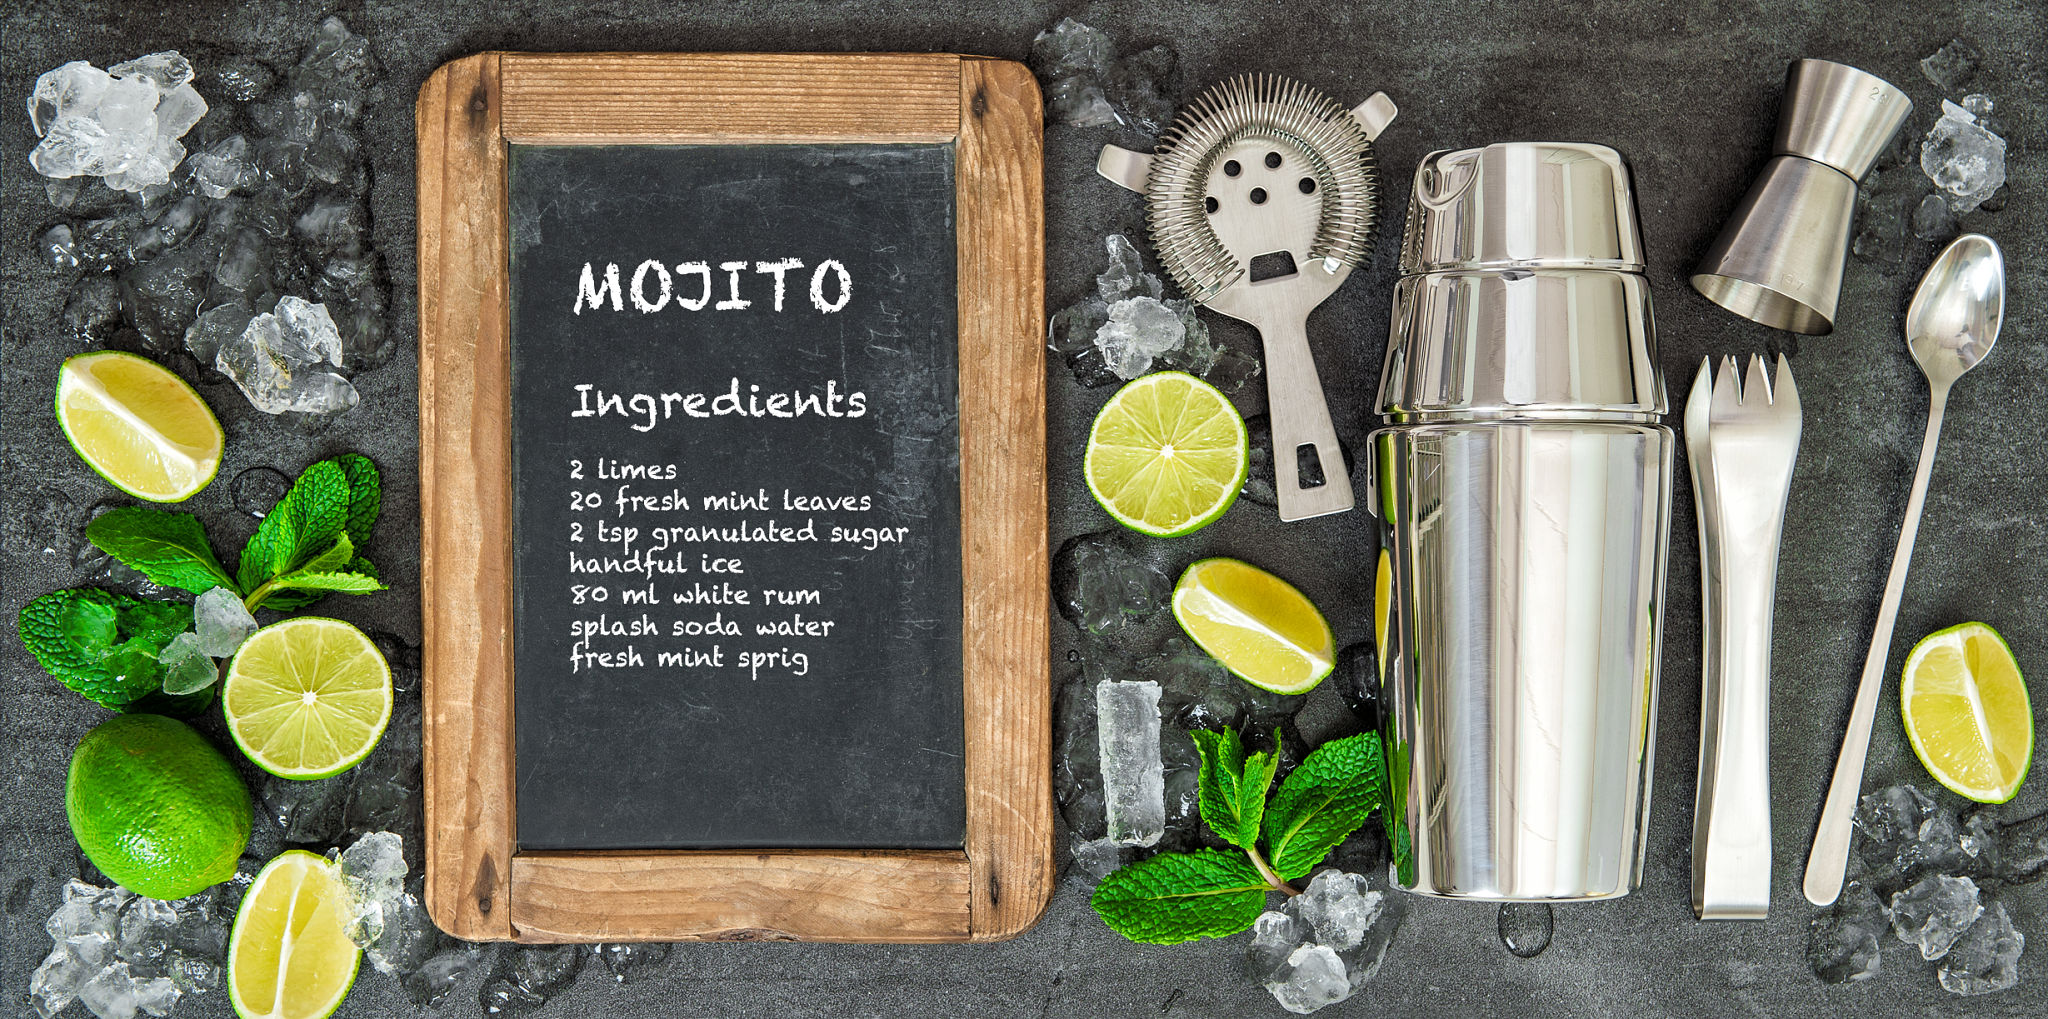 MOJITO
Ingredients
2 limes
20 fresh mint leaves
2 tsp granulated sugar
handful ice
80 ml white rum
splash soda water
fresh mint sprig